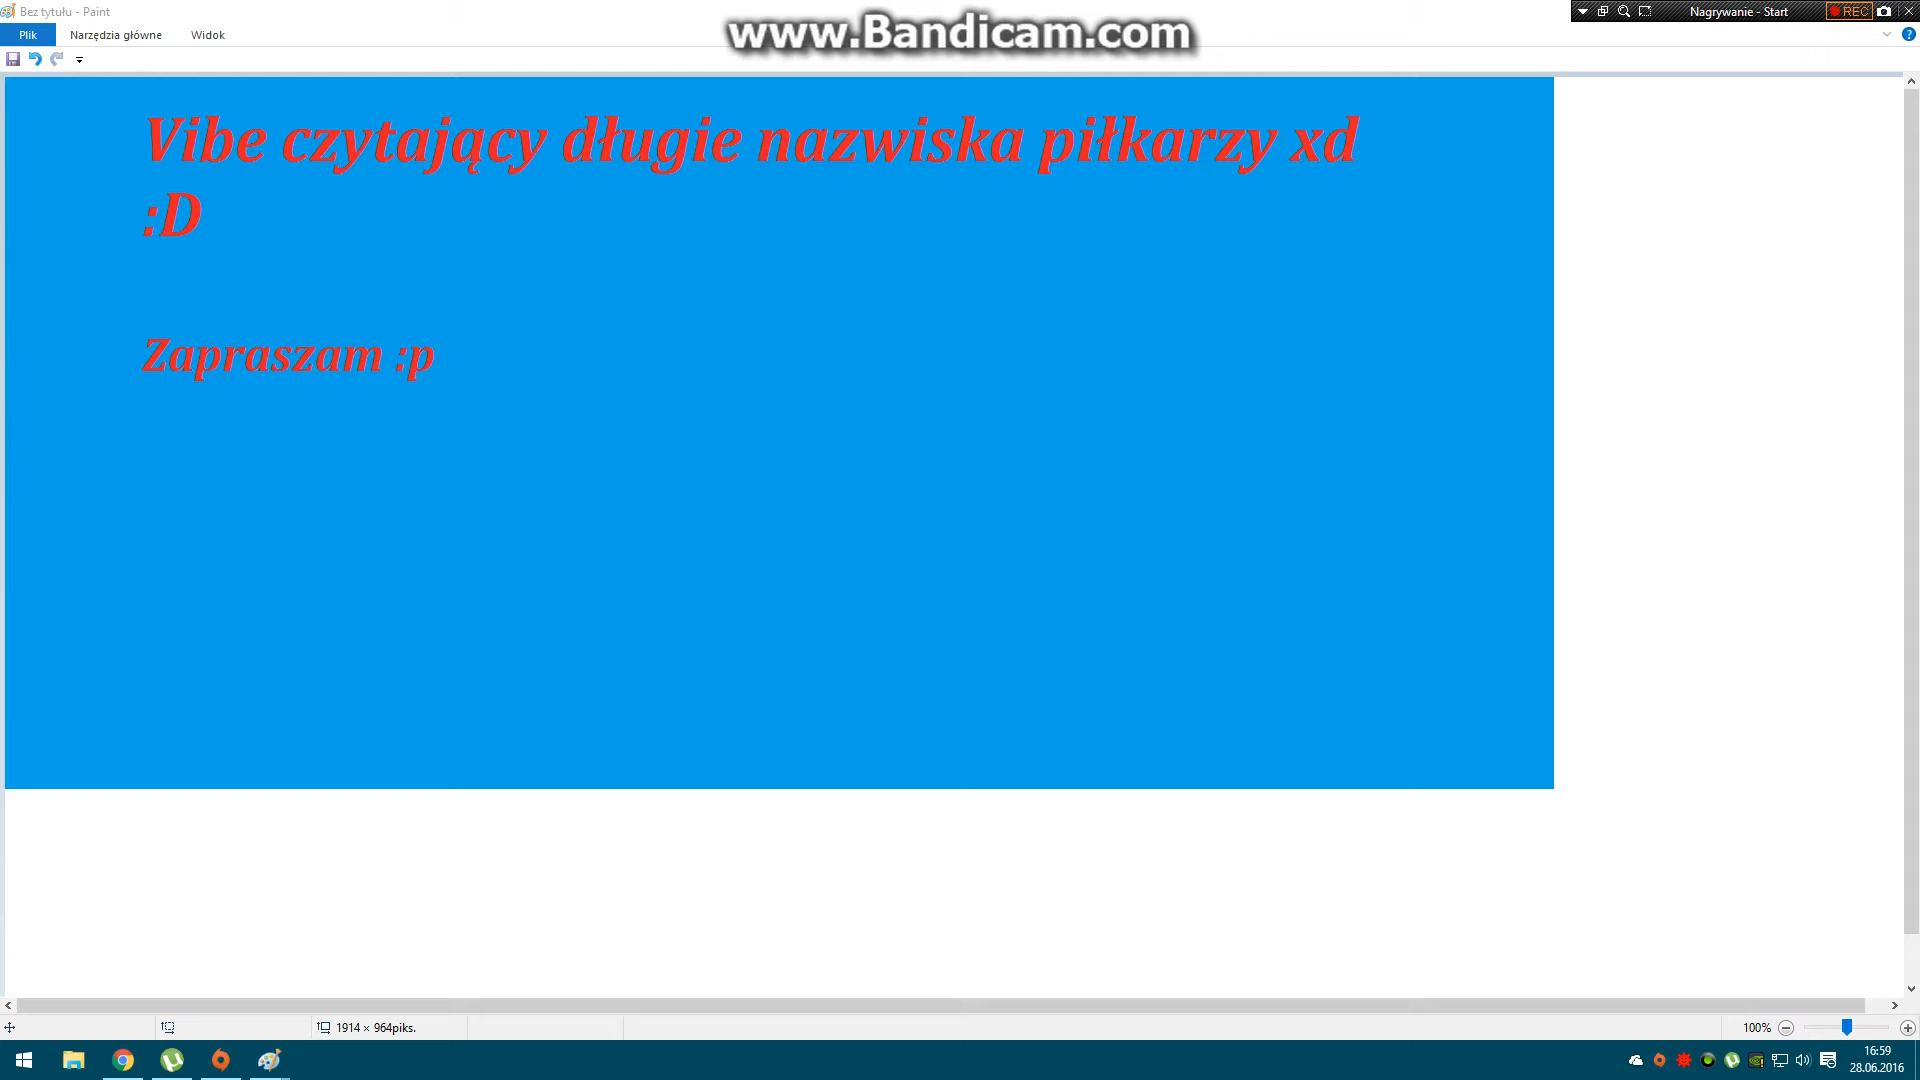 Bez tytułu - Paint
www.Bandicam.com
Nagrywanie - Start
REC
Plik
Narzędzia główne
Widok
Vibe czytający długie nazwiska piłkarzy xd
:D
Zapraszam :p
1914 × 964piks.
100%
16:59
28.06.2016